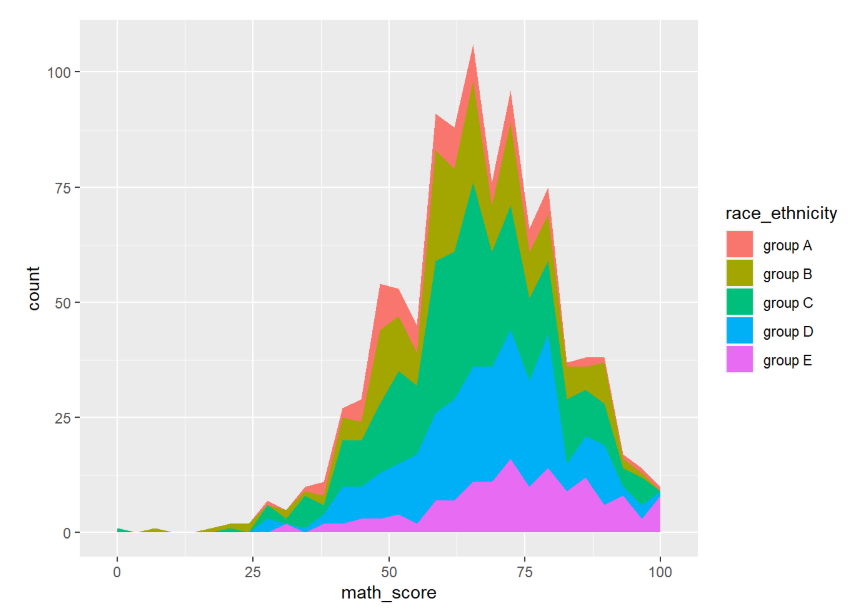 100
75
50
25
0
count
0 25 50 75 100
math_score
race_ethnicity
group A
group B
group C
group D
group E